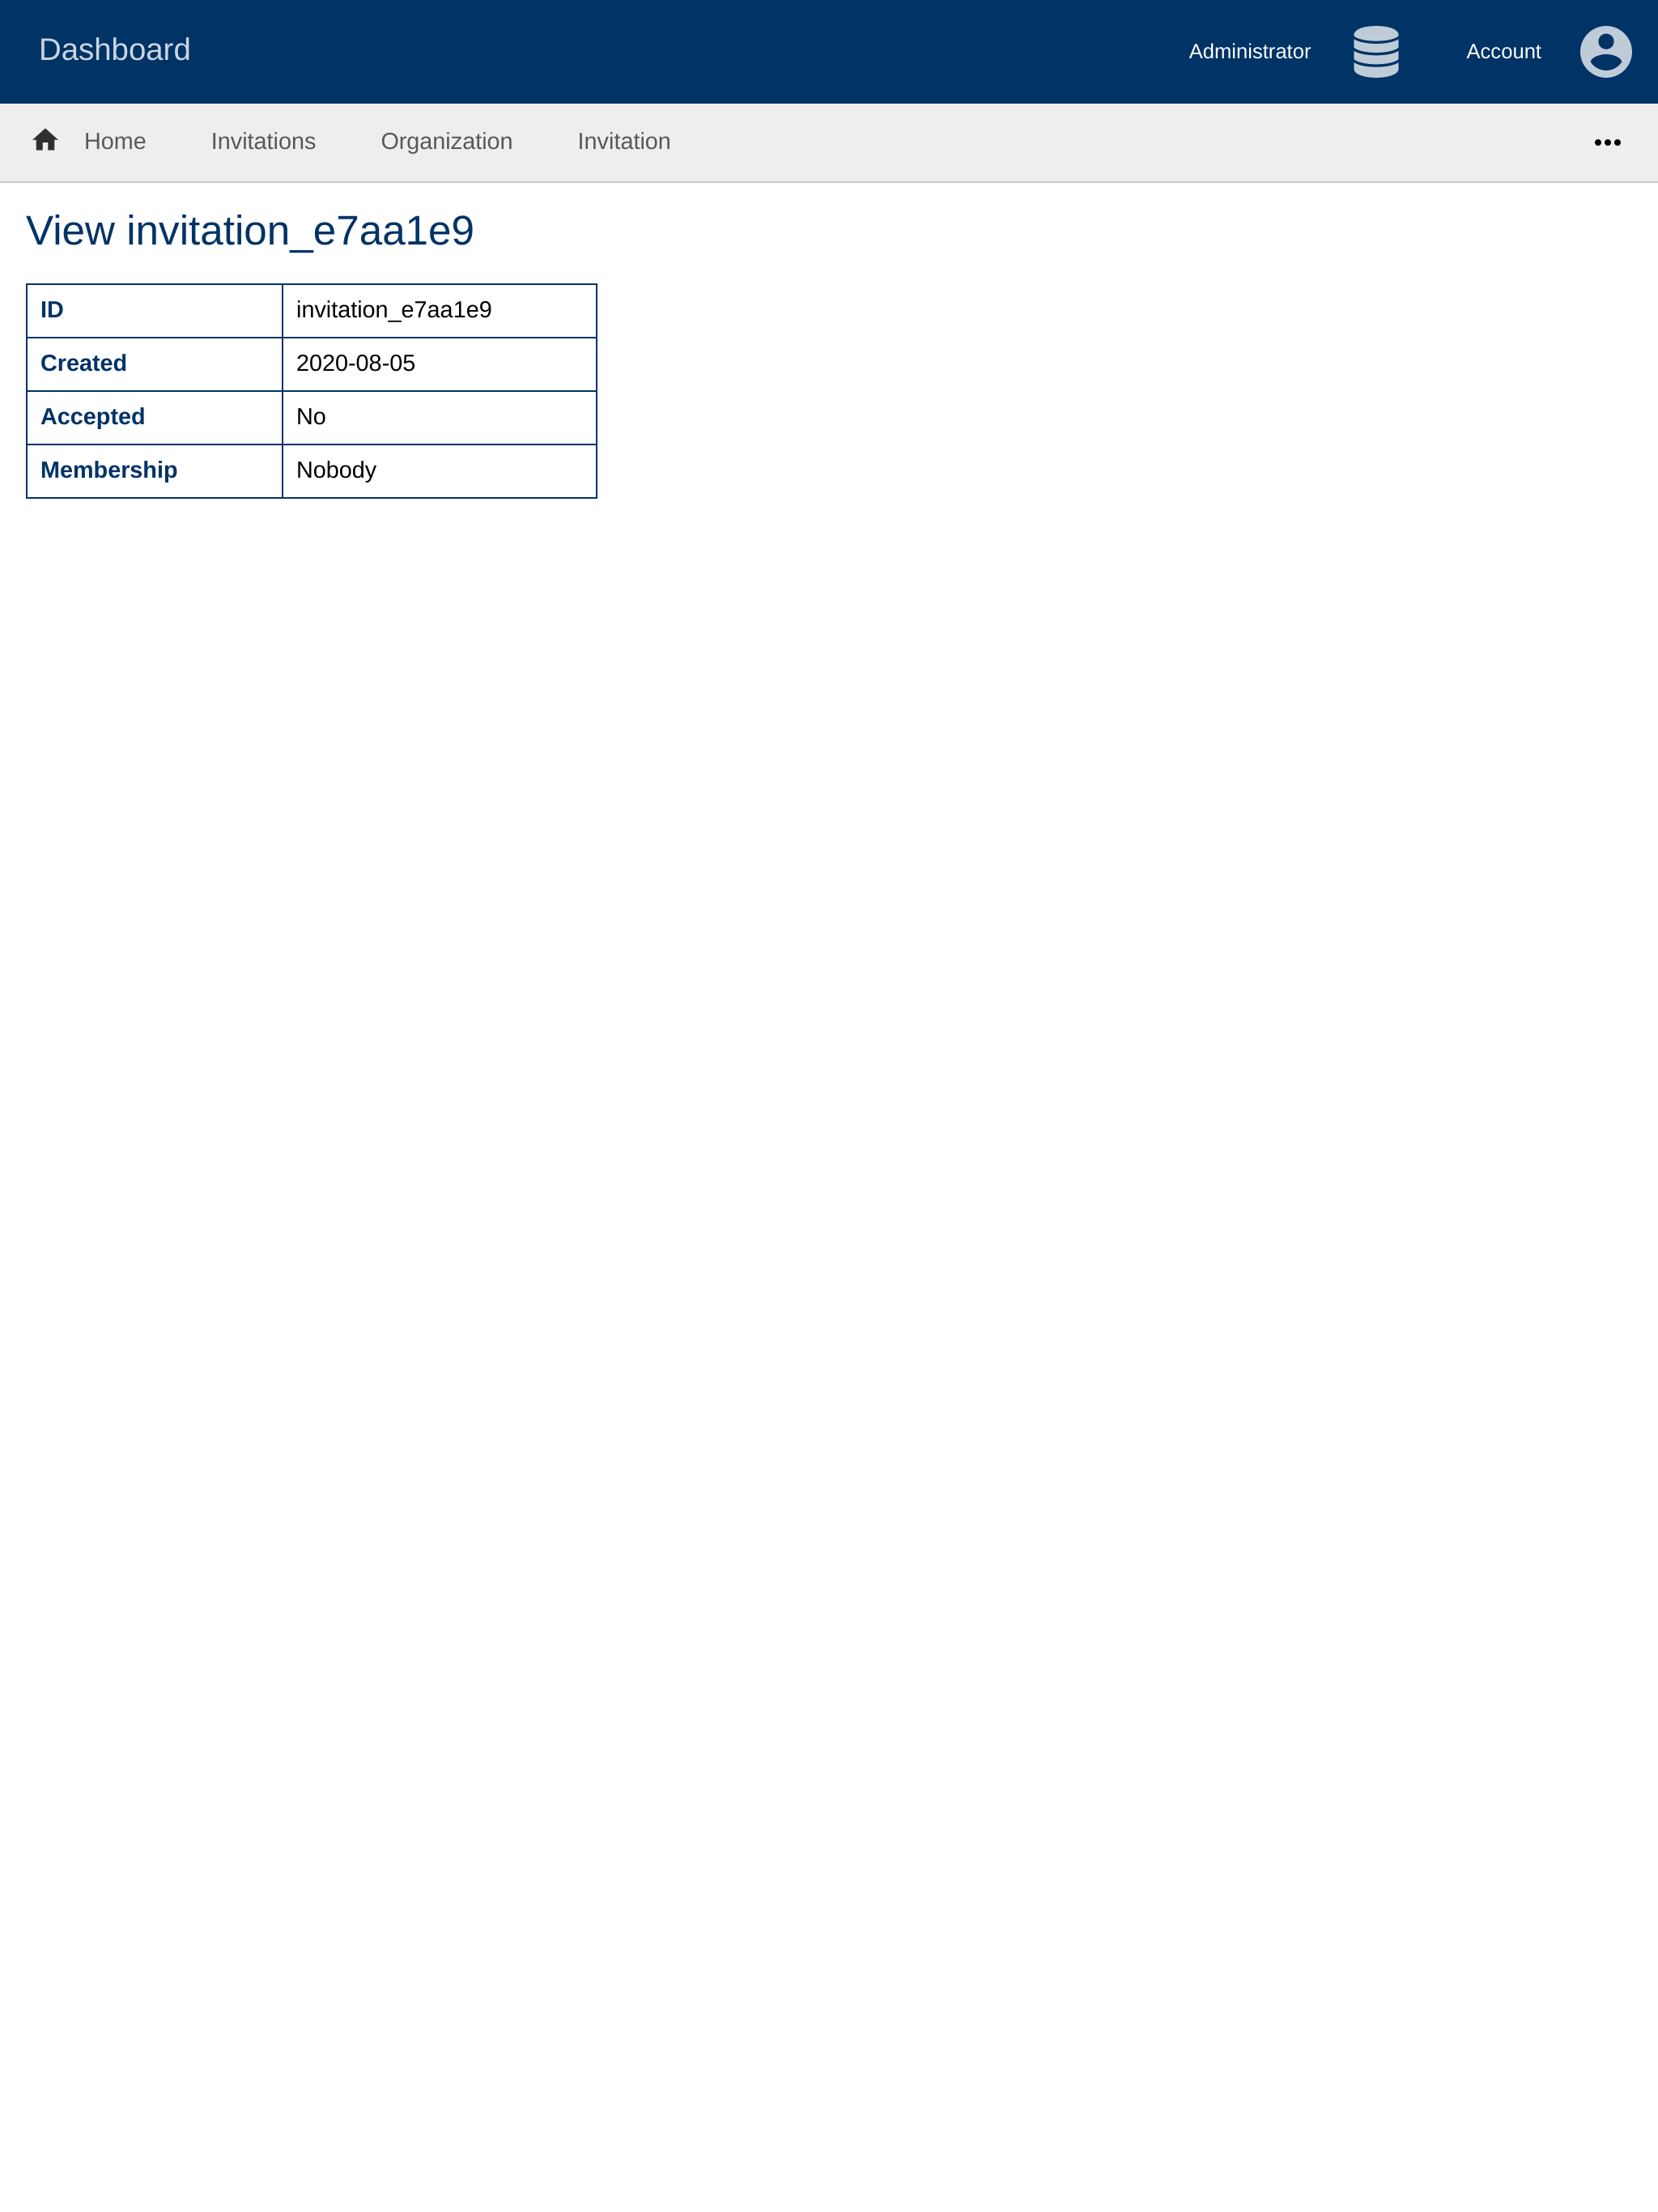 Dashboard Administrator Account
Home Invitations Organization Invitation
View invitation_e7aa1e9
ID invitation_e7aa1e9
Created 2020-08-05
Accepted No
Membership Nobody